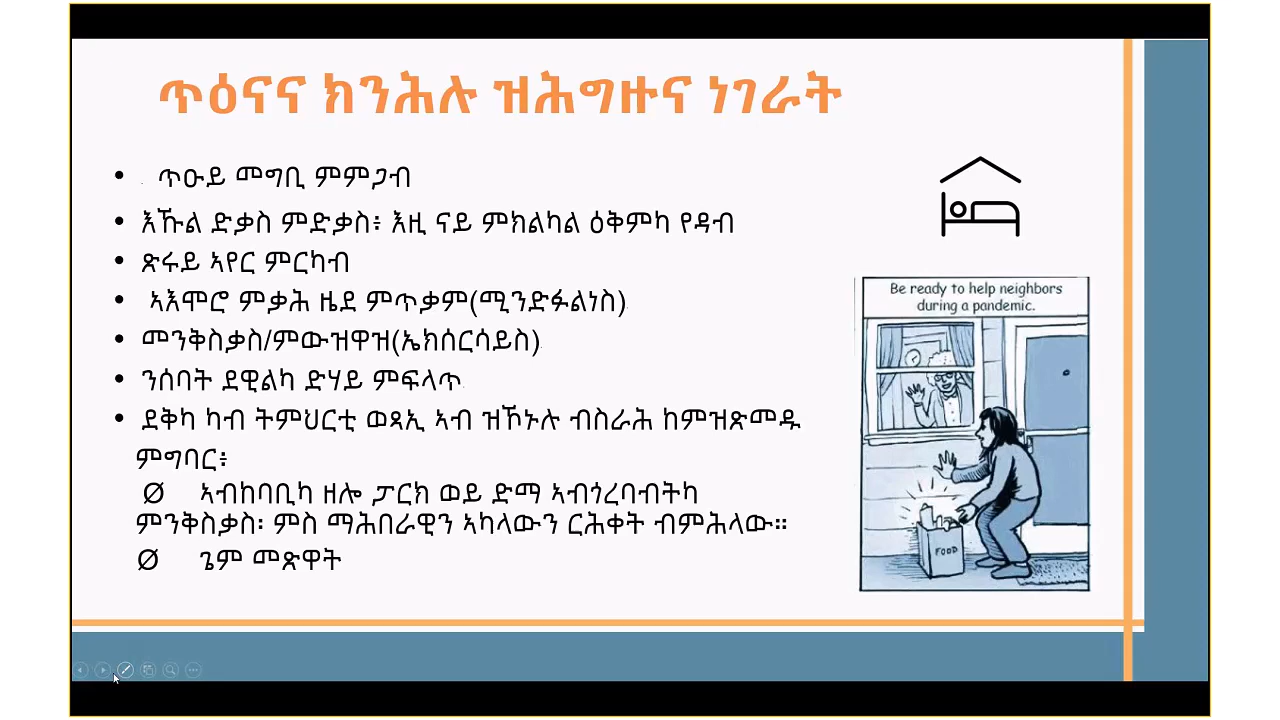 ጥዕናና ክንሕሉ ዝሕግዙና ነገራት
• ጥዑይ መግቢ ምምጋብ
• እኹል ድቃስ ምድቃስ፥ እዚ ናይ ምክልካል ዕቅምካ የዳብ
• ጽሩይ ኣየር ምርካብ
• ኣእሞሮ ምቃሕ ዜደ ምጥቃም(ሚንድፉልነስ)
• መንቅስቃስ/ምውዝዋዝ(ኤክሰርሳይስ)
• ንሰባት ደዊልካ ድሃይ ምፍላጥ
• ደቅካ ካብ ትምህርቲ ወጻኢ ኣብ ዝኾኑሉ ብስራሕ ከምዝጽመዱ
ምግባር፥
Ø ኣብከባቢካ ዘሎ ፓርክ ወይ ድማ ኣብጎረባብትካ
ምንቅስቃስ፡ ምስ ማሕበራዊን ኣካላውን ርሕቀት ብምሕላው።
Ø ጌም መጽዋት
Be ready to help neighbors
during a pandemic.
FOOD